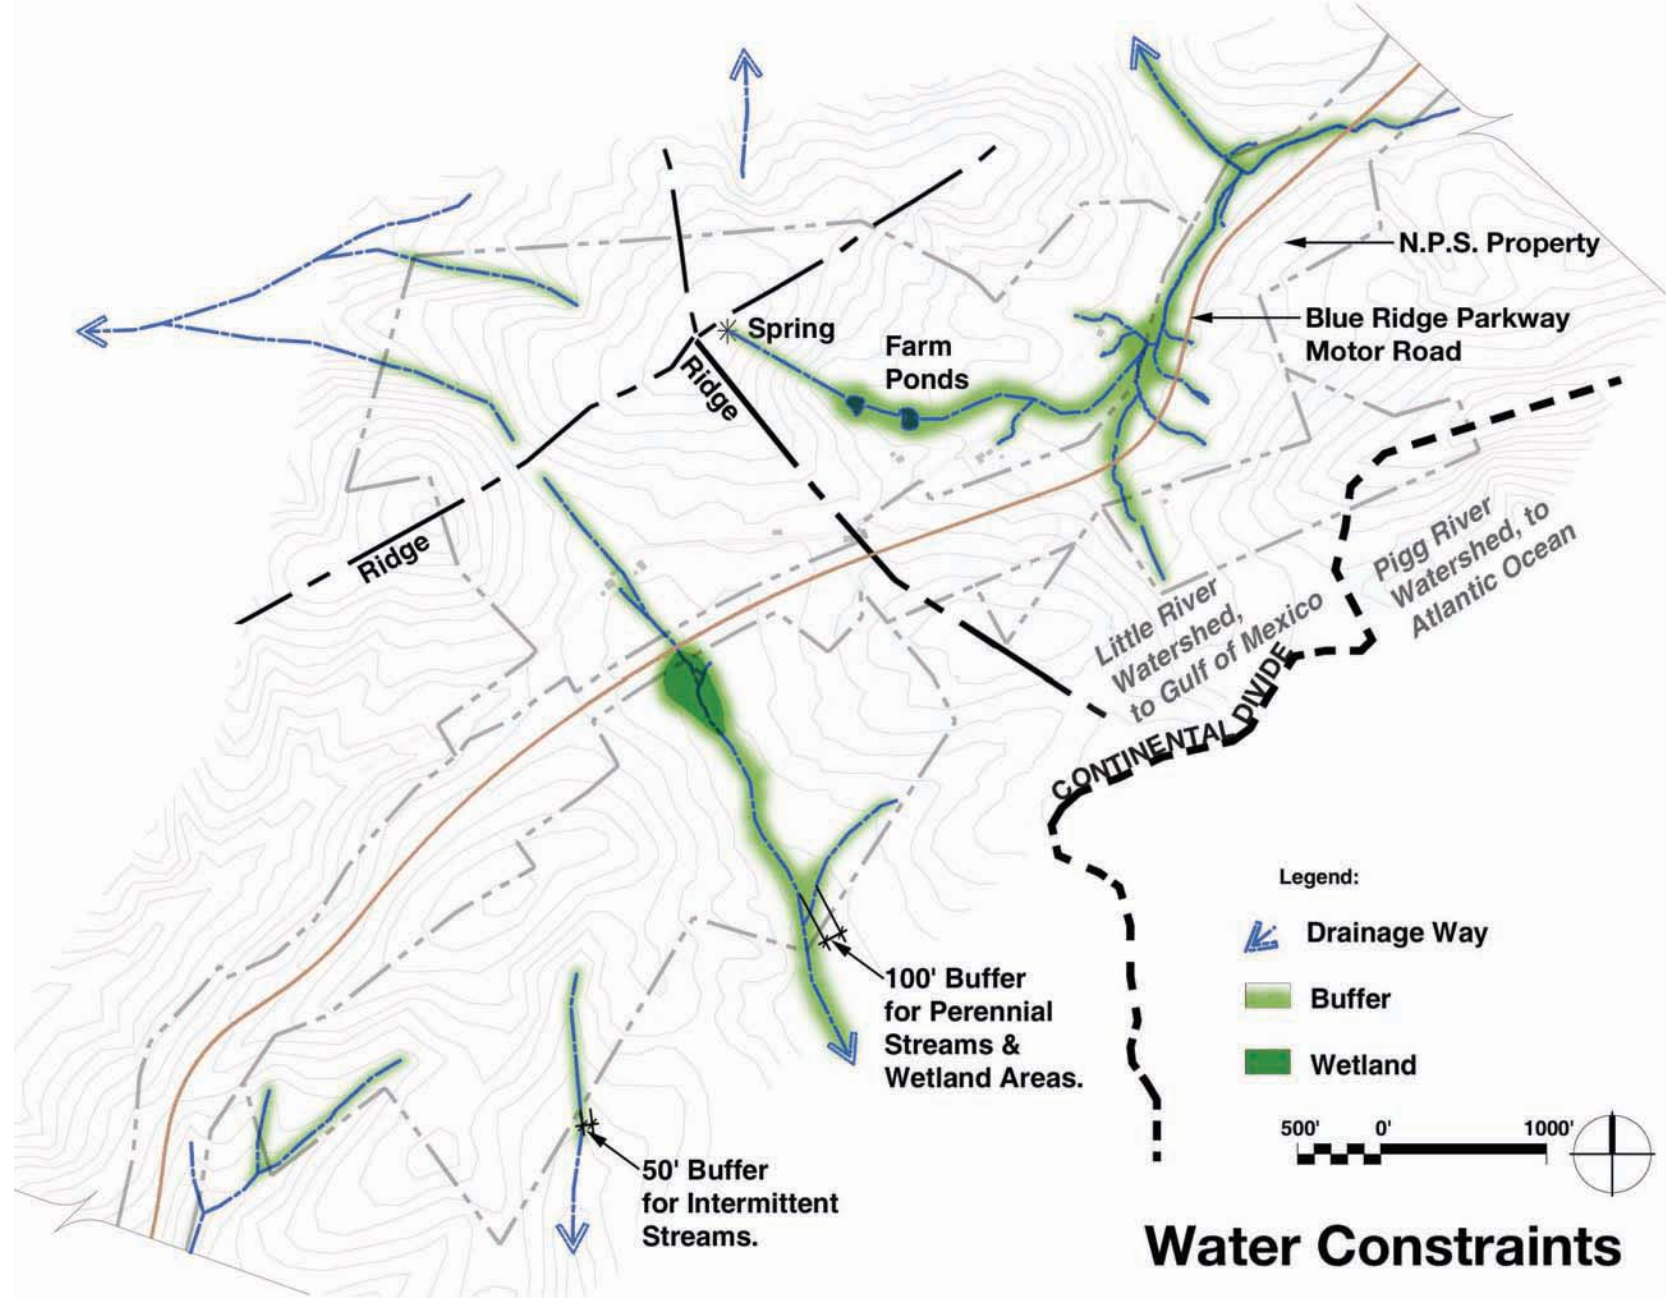 N.P.S. Property
Blue Ridge Parkway
Motor Road
Spring
Farm
Ponds
Ridge
Ridge
Pigg River
Watershed, to
Atlantic Ocean
Little River
Watershed,
to Gulf of Mexico
CONTINENTAL DIVIDE
100' Buffer
for Perennial
Streams &
Wetland Areas.
50' Buffer
for Intermittent
Streams.
Legend:
Drainage Way
Buffer
Wetland
500' 0' 1000'
Water Constraints